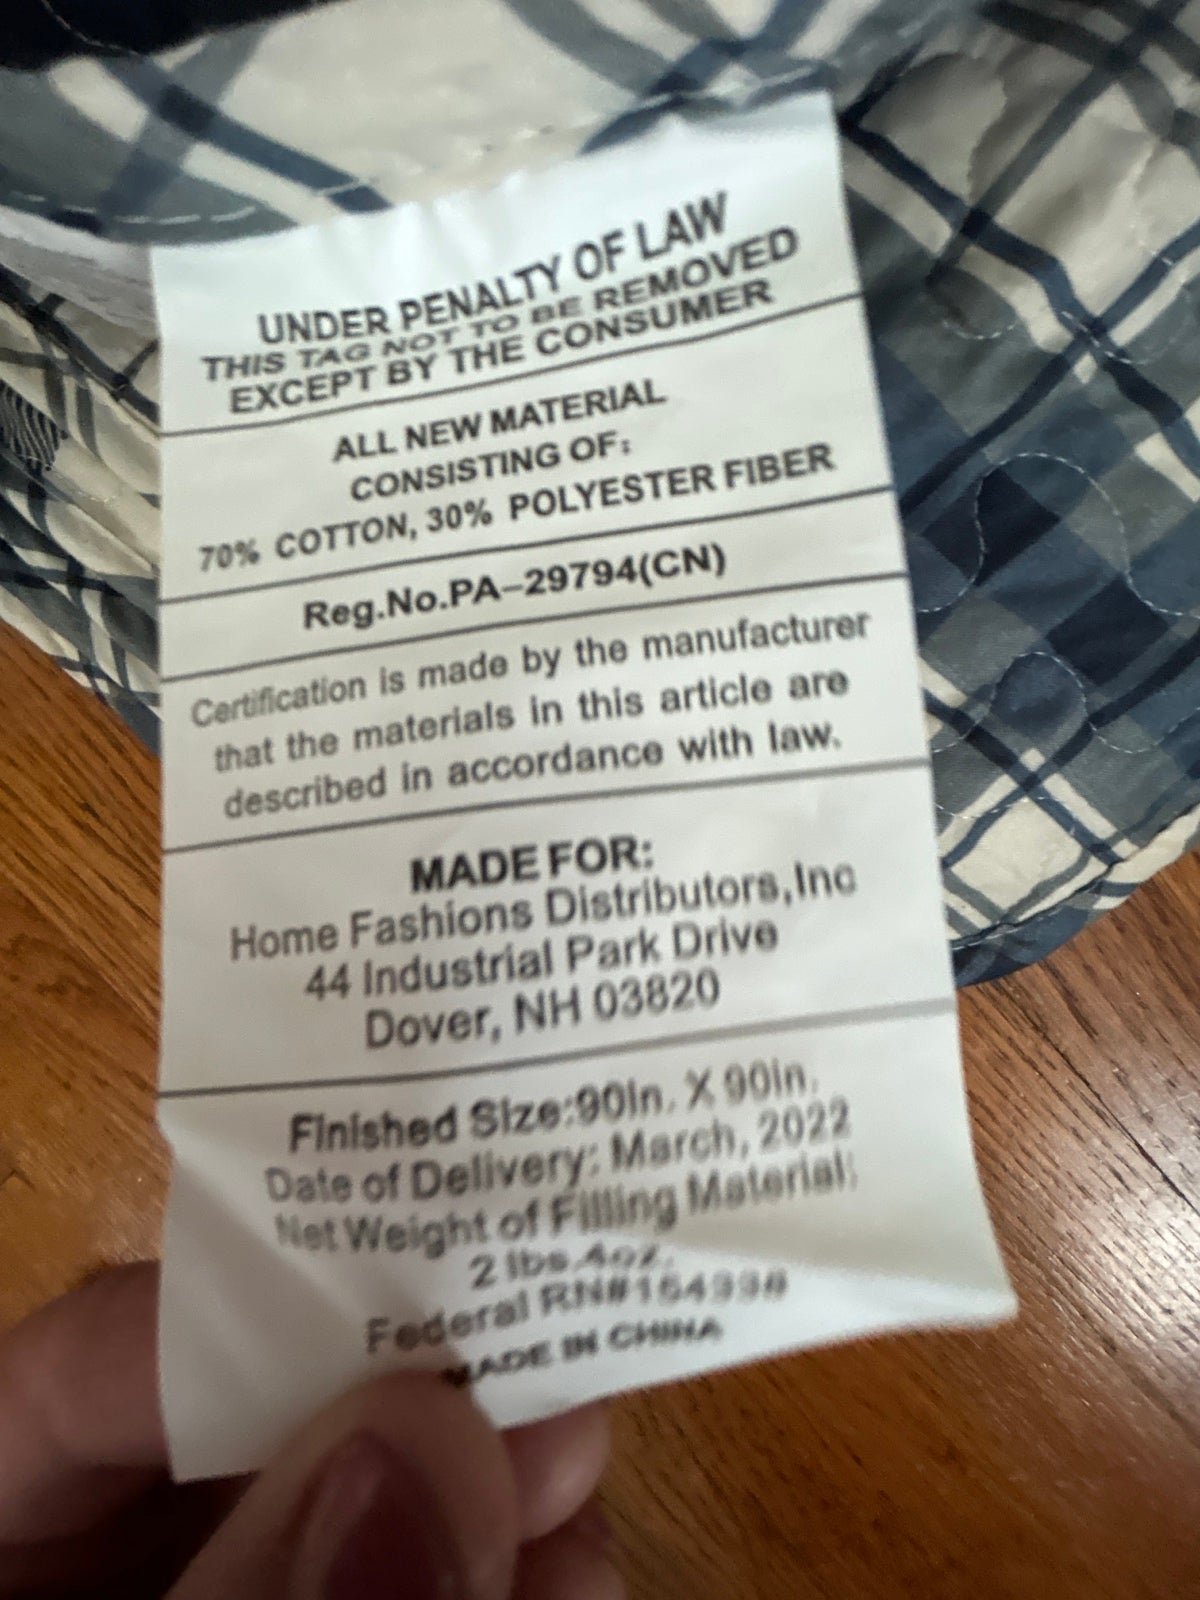 UNDER PENALTY OF LAW
THIS TAG NOT TO BE REMOVED
EXCEPT BY THE CONSUMER
ALL NEW MATERIAL
CONSISTING OF:
70% COTTON, 30% POLYESTER FIBER
Reg.No.PA-29794(CN)
Certification is made by the manufacturer
that the materials in this article are
described in accordance with law.
MADE FOR:
Home Fashions Distributors,Inc
44 Industrial Park Drive
Dover, NH 03820
Finished Size:90in. X 90in.
Date of Delivery: March, 2022
Net Weight of Filling Material:
2 lbs.4oz.
Federal
MADE IN CHINA